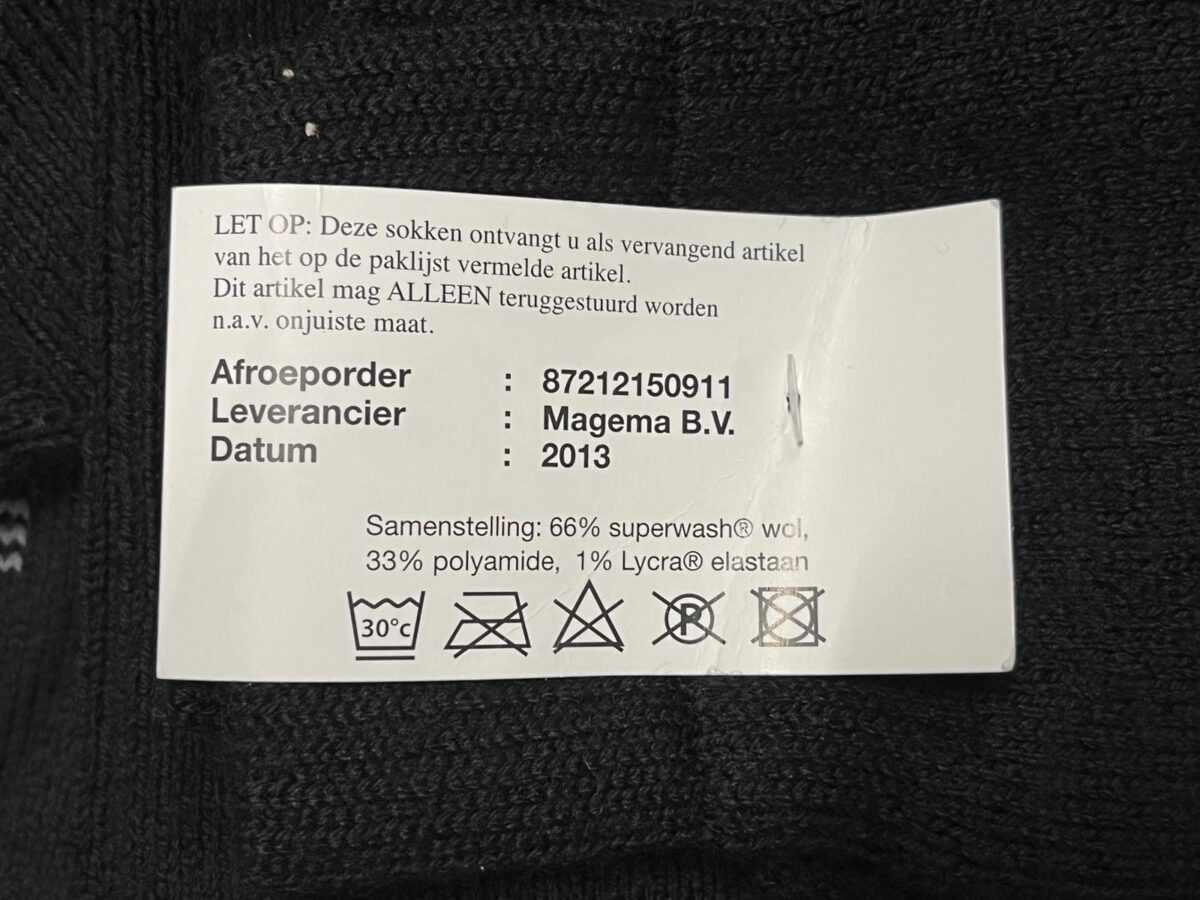 LET OP: Deze sokken ontvangt u als vervangend artikel
van het op de paklijst vermelde artikel.
Dit artikel mag ALLEEN teruggestuurd worden
n.a.v. onjuiste maat.
Afroeporder : 87212150911
Leverancier : Magema B.V.
Datum : 2013
Samenstelling: 66% superwash® wol,
33% polyamide, 1% Lycra® elastaan
30°c P